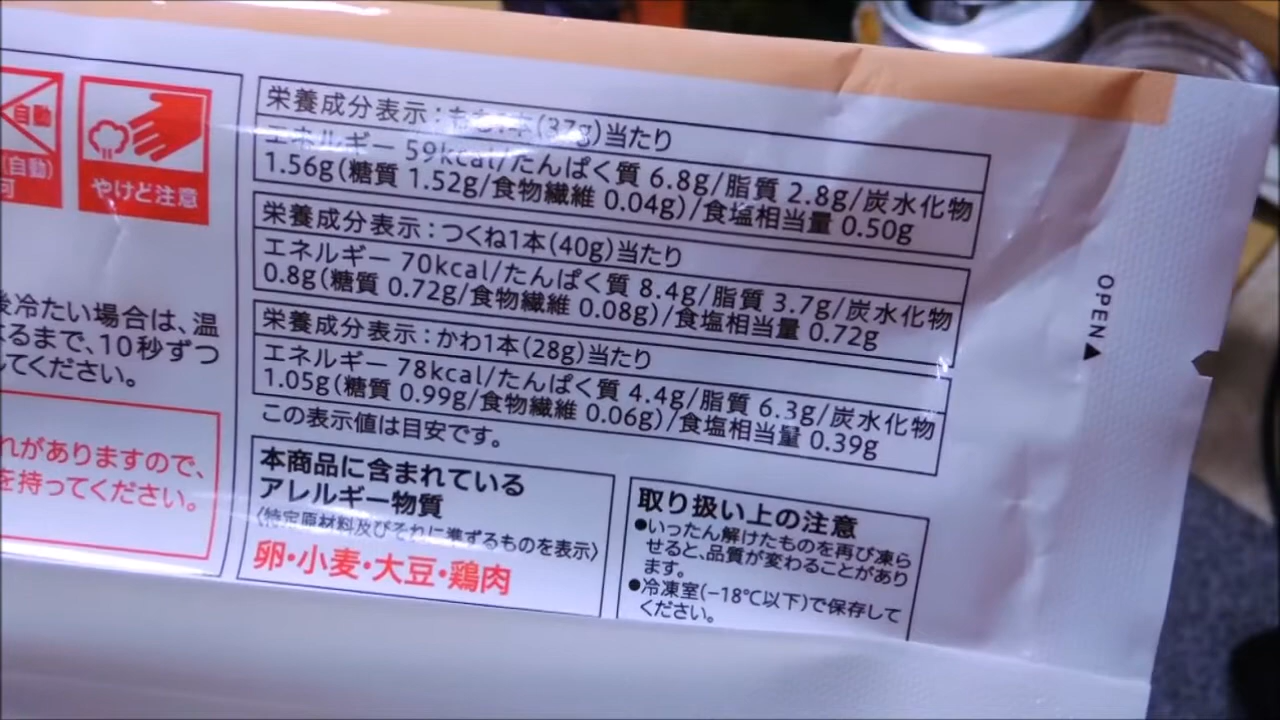 自動
(自動)
可
やけど注意
後冷たい場合は、温
なるまで、10秒ずつ
してください。
れがありますので、
を持ってください。
栄養成分表示:もも1本(37g)当たり
エネルギー 59kcal/たんぱく質 6.8g/脂質 2.8g/炭水化物
1.56g(糖質 1.52g/食物繊維 0.04g)/食塩相当量 0.50g
栄養成分表示:つくね1本(40g)当たり
エネルギー 70kcal/たんぱく質 8.4g/脂質 3.7g/炭水化物
0.8g(糖質 0.72g/食物繊維 0.08g)/食塩相当量 0.72g
栄養成分表示:かわ1本(28g)当たり
エネルギー 78kcal/たんぱく質 4.4g/脂質 6.3g/炭水化物
1.05g(糖質 0.99g/食物繊維 0.06g)/食塩相当量 0.39g
この表示値は目安です。
本商品に含まれている
アレルギー物質
〈特定原材料及びそれに準ずるものを表示〉
卵・小麦・大豆・鶏肉
取り扱い上の注意
●いったん解けたものを再び凍ら
せると、品質が変わることがあり
ます。
●冷凍室(−18℃以下)で保存して
ください。
OPEN▲